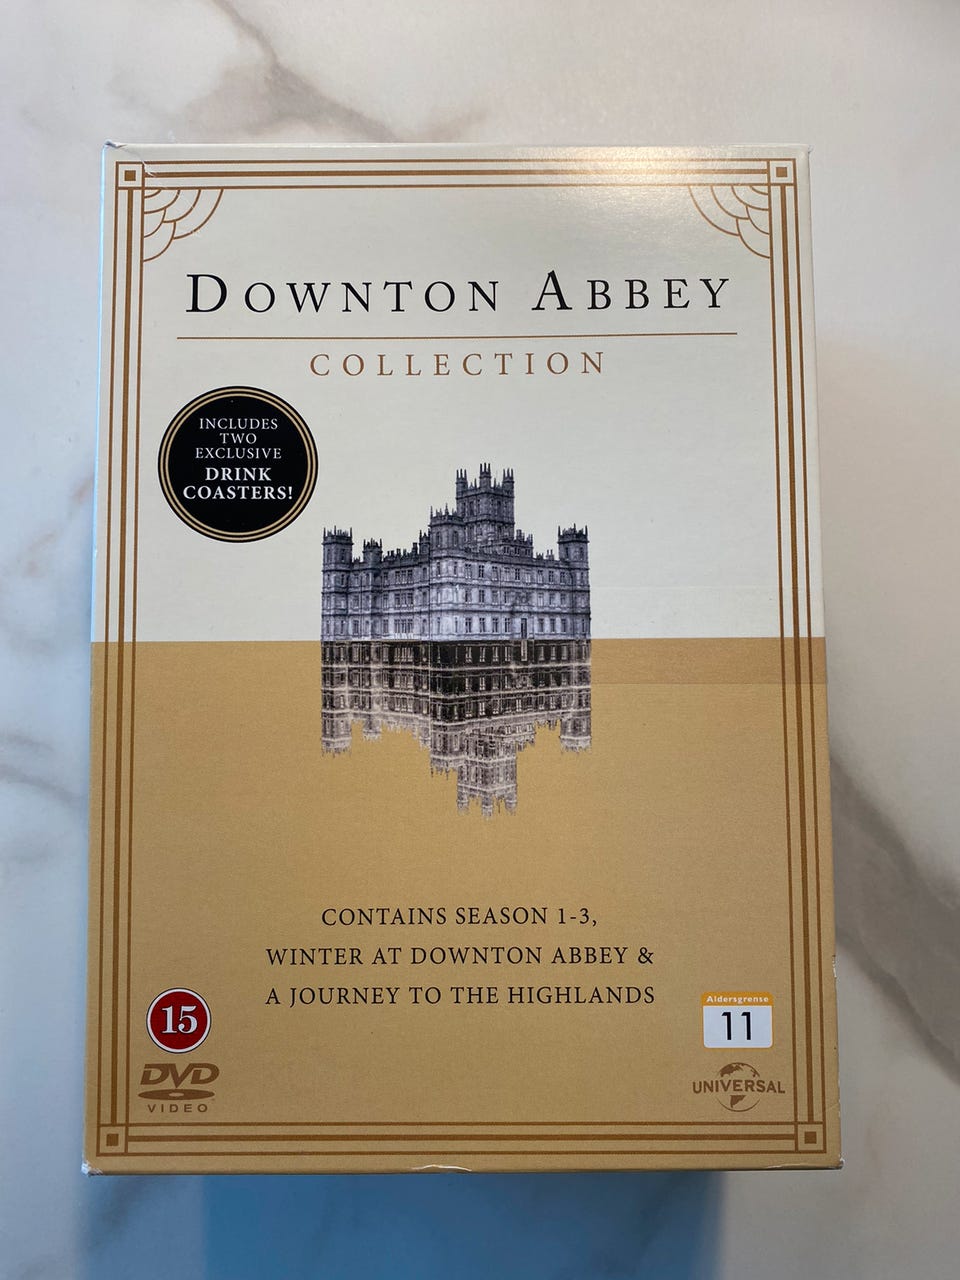 DOWNTON ABBEY
COLLECTION
INCLUDES
TWO
EXCLUSIVE
DRINK
COASTERS!
CONTAINS SEASON 1-3,
WINTER AT DOWNTON ABBEY &
A JOURNEY TO THE HIGHLANDS
15
DVD
VIDEO
Aldersgrense
11
UNIVERSAL